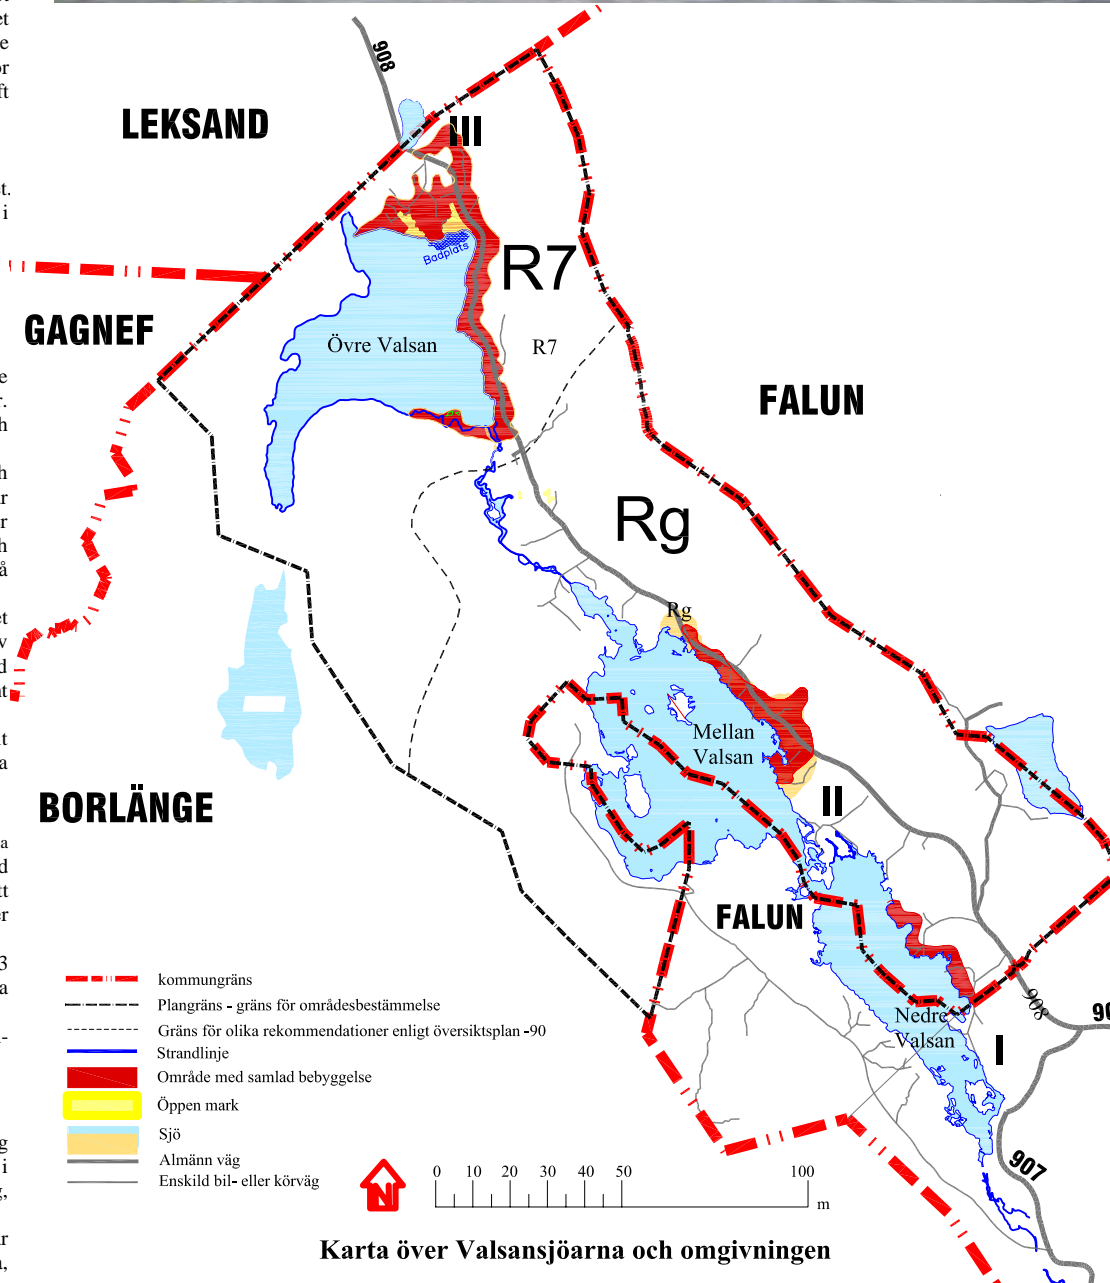 908
LEKSAND
III
Badplats
R7
GAGNEF
Övre Valsan
R7
FALUN
Rg
Rg
Mellan
Valsan
II
BORLÄNGE
FALUN
908
Nedre
Valsan
I
907
kommungräns
Plangräns - gräns för områdesbestämmelse
Gräns för olika rekommendationer enligt översiktsplan -90
Strandlinje
Område med samlad bebyggelse
Öppen mark
Sjö
Almänn väg
Enskild bil- eller körväg
N
0 10 20 30 40 50 100
m
Karta över Valsansjöarna och omgivningen